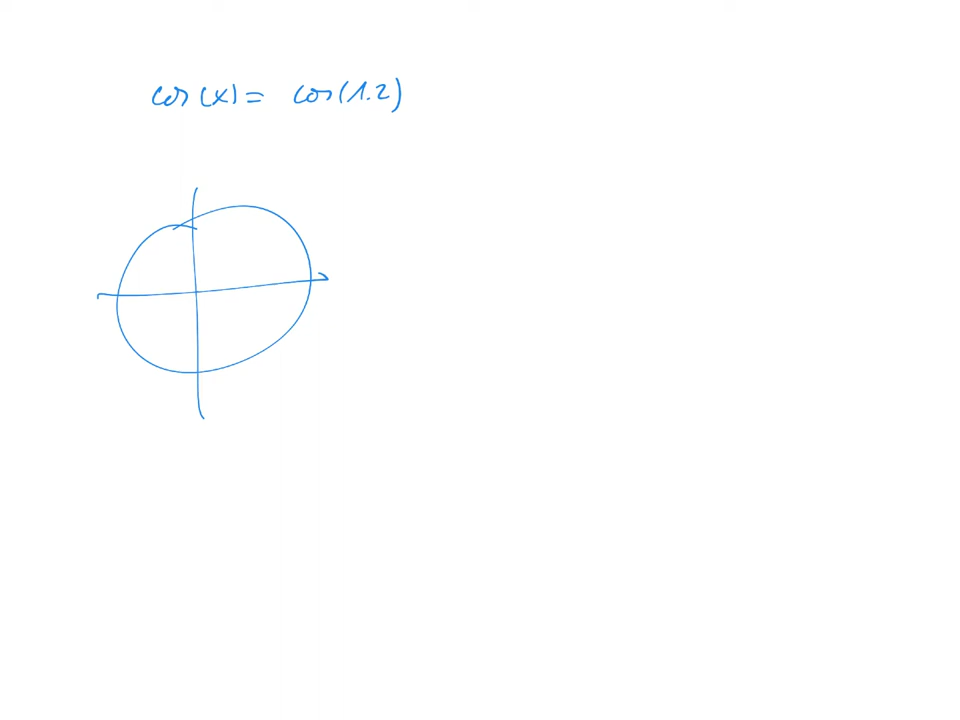 cos(x) = cos(1.2)